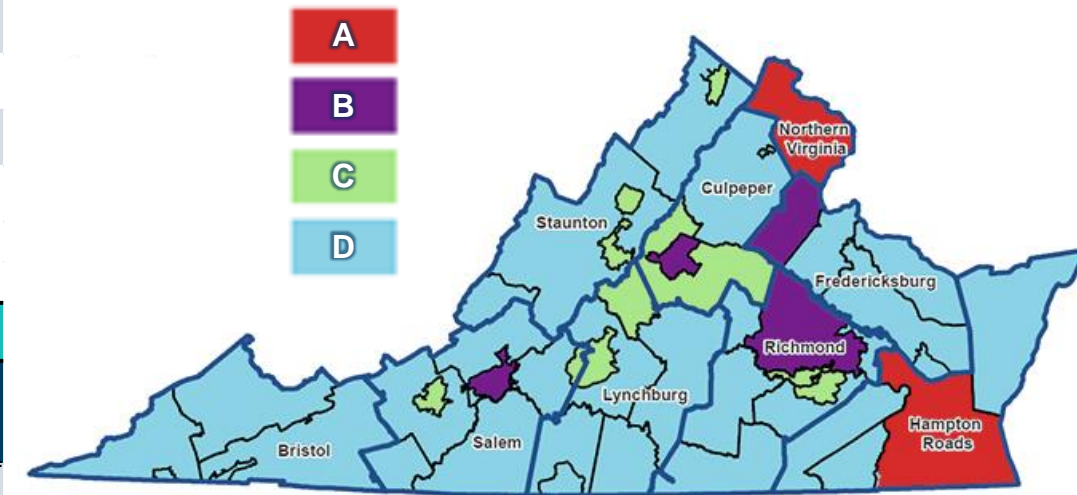 A
B
C
D
Northern
Virginia
Culpeper
Staunton
Fredericksburg
Richmond
Lynchburg
Hampton
Roads
Salem
Bristol